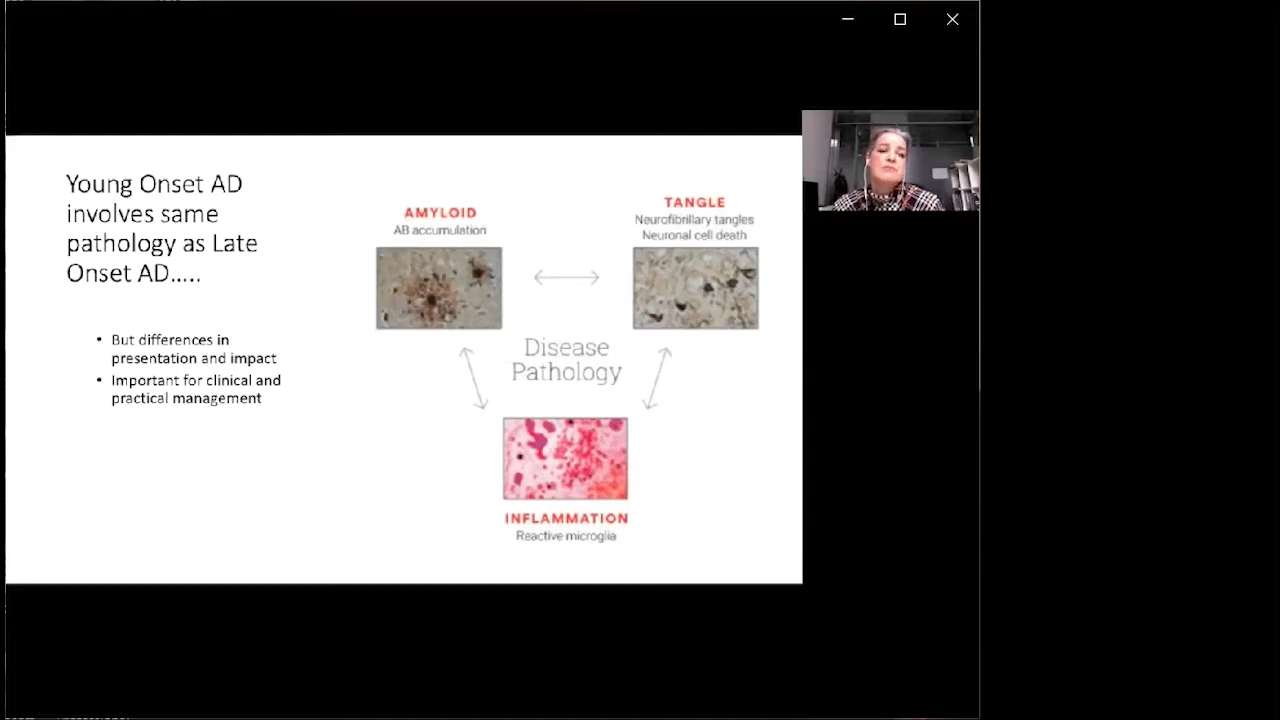 Young Onset AD
involves same
pathology as Late
Onset AD.....
• But differences in
presentation and impact
• Important for clinical and
practical management
AMYLOID
AB accumulation
TANGLE
Neurofibrillary tangles
Neuronal cell death
Disease
Pathology
INFLAMMATION
Reactive microglia